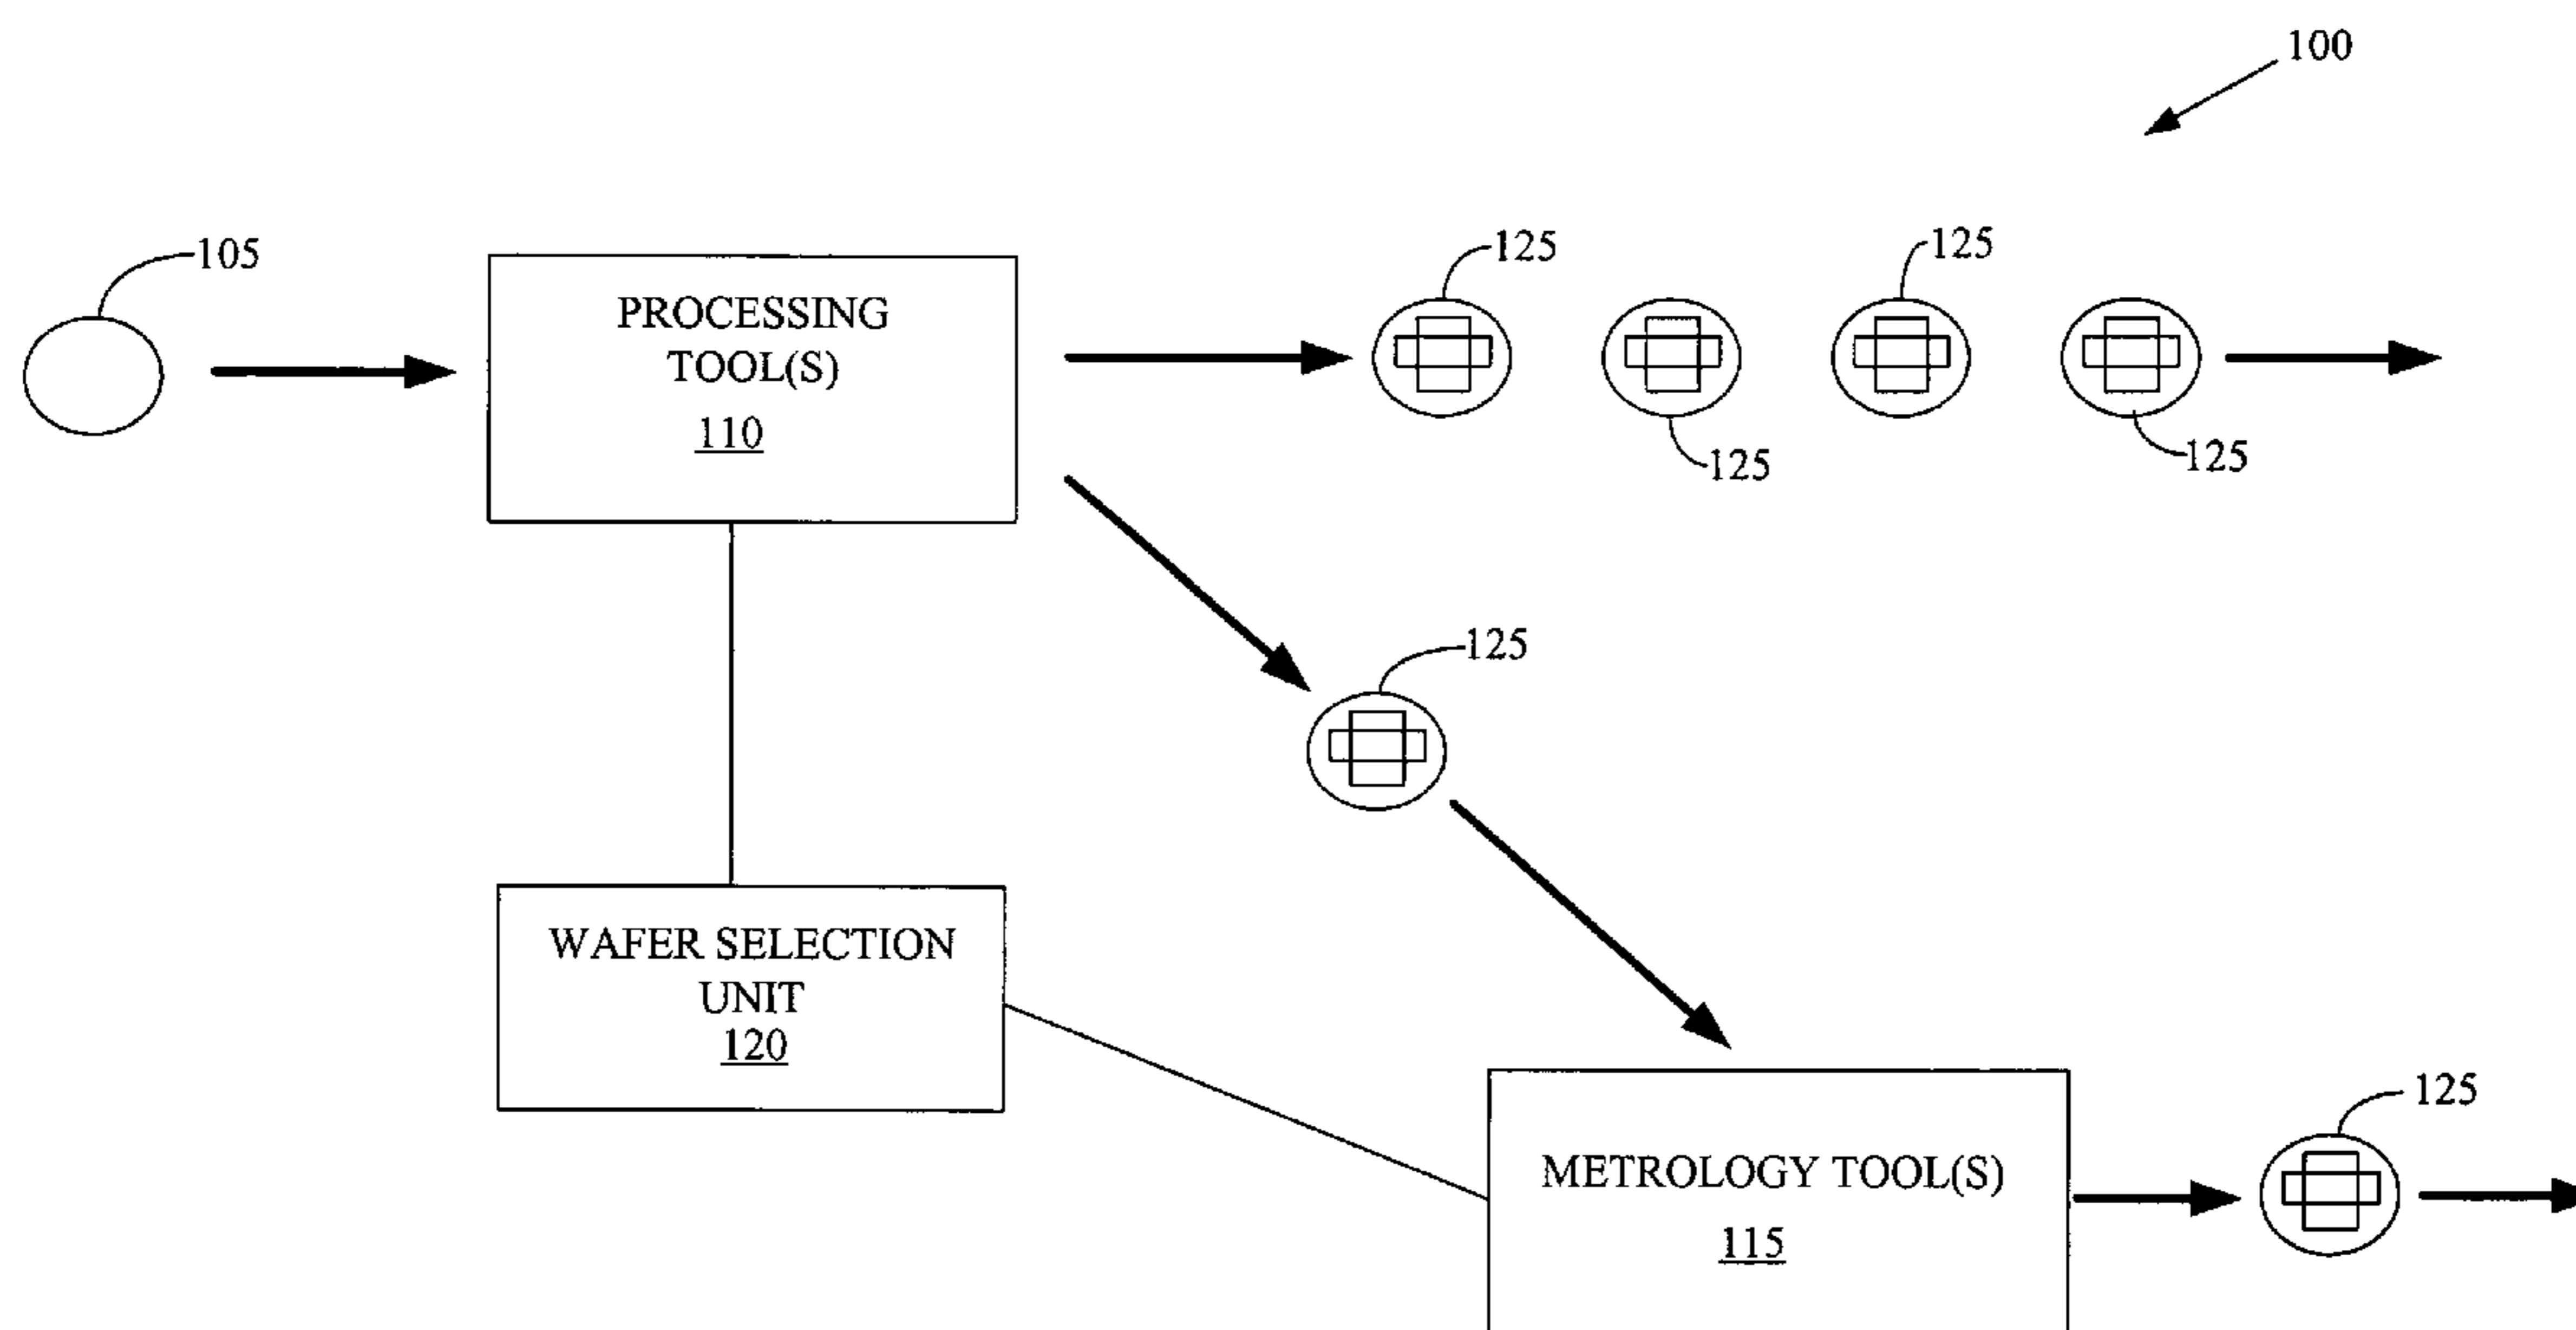 100
105
PROCESSING
TOOL(S)
110
125
125
125
125
125
WAFER SELECTION
UNIT
120
METROLOGY TOOL(S)
115
125